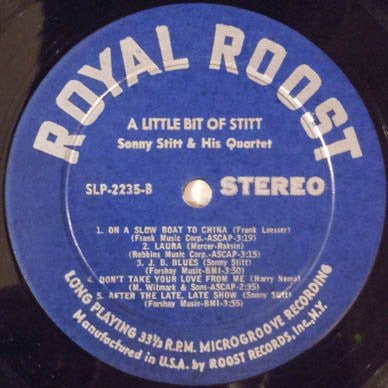 ROYAL ROOST
A LITTLE BIT OF STITT
Sonny Stitt & His Quartet
SLP-2235-B
STEREO
1. ON A SLOW BOAT TO CHINA (Frank Loesser)
(Frank Music Corp.-ASCAP-3:19)
2. LAURA (Mercer-Raksin)
(Robbins Music Corp.-ASCAP-3:15)
3. J. B. BLUES (Sonny Stitt)
(Forshay Music-BMI-3:50)
4. DON'T TAKE YOUR LOVE FROM ME (Harry Nemo)
(M. Witmark & Sons-ASCAP-2:35)
5. AFTER THE LATE, LATE SHOW (Sonny Stitt)
(Forshay Music-BMI-3:55)
LONG PLAYING 33⅓ R.P.M. MICROGROOVE RECORDING
Manufactured in U.S.A. by ROOST RECORDS, Inc., N.Y.